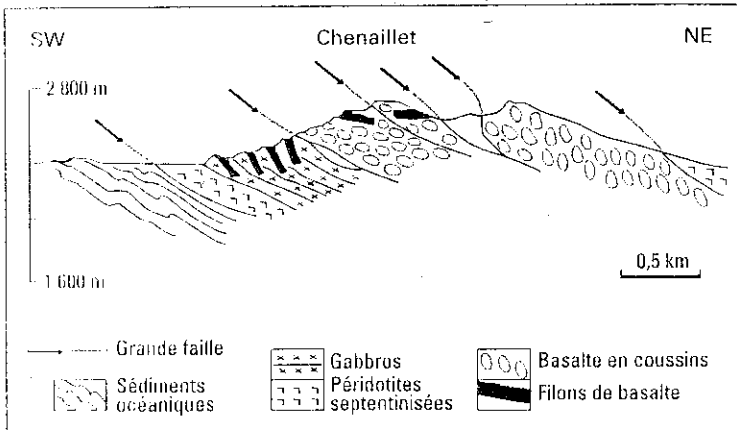 SW Chenaillet NE
2 800 m
1 600 m
0,5 km
Grande faille
Sédiments
océaniques
Gabbros
Péridotites
septentinisées
Basalte en coussins
Filons de basalte